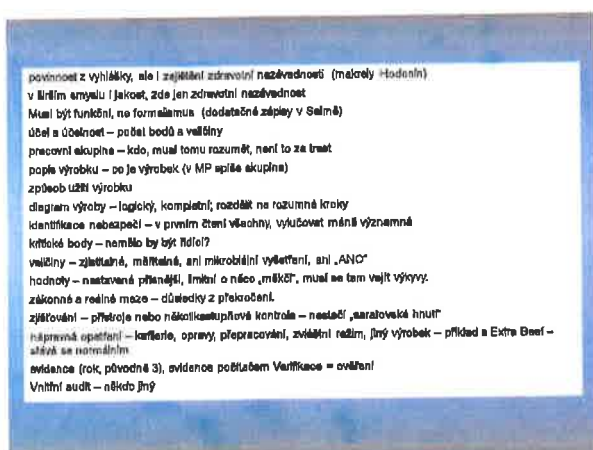 povinnost z vyhlášky, ale i zajištění zdravotní nezávadnosti (makrely Hodonín)
v širším smyslu i jakost, zde jen zdravotní nezávadnost
Musí být funkční, ne formalismus (dodatečné zápisy v Selmě)
účel a účelnost – počet bodů a veličiny
pracovní skupina – kdo, musí tomu rozumět, není to za trest
popis výrobku – co je výrobek (v MP spíše skupina)
způsob užití výrobku
diagram výroby – logický, kompletní; rozdělit na rozumné kroky
identifikace nebezpečí – v prvním čtení všechny, vylučovat méně významná
kritické body – nemělo by být řídící?
veličiny – zjistitelné, měřitelné, ani mikrobiální vyšetření, ani „ANO“
hodnoty – nastavené přísnější, limitní o něco „měkčí“, musí se tam vejít výkyvy.
zákonné a reálné meze – důsledky z překročení.
zjišťování – přístroje nebo několikastupňová kontrola – nestačí „saratovské hnutí“
nápravná opatření – kafilerie, opravy, přepracování, zvláštní režim, jiný výrobek – příklad s Extra Beef –
stává se normálním
evidence (rok, původně 3), evidence počítačem Verifikace = ověření
Vnitřní audit – někdo jiný